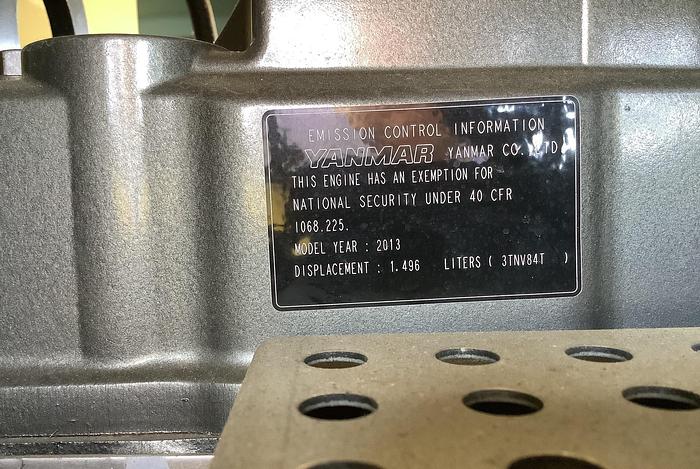 EMISSION CONTROL INFORMATION
YANMAR YANMAR CO., LTD.
THIS ENGINE HAS AN EXEMPTION FOR
NATIONAL SECURITY UNDER 40 CFR
1068.225.
MODEL YEAR : 2013
DISPLACEMENT : 1.496 LITERS ( 3TNV84T )